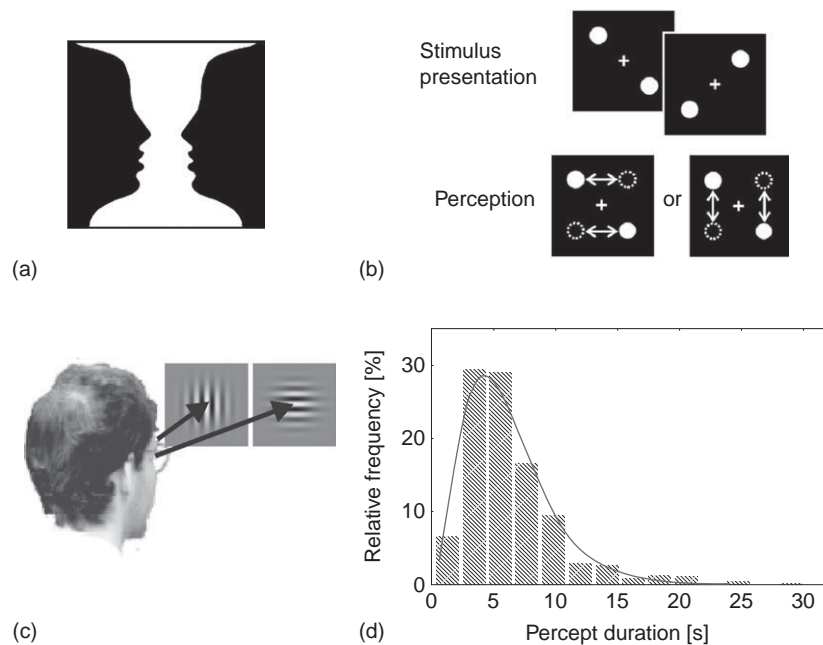 Stimulus
presentation
Perception
or
(a)
(b)
Relative frequency [%]
30
20
10
0
0 5 10 15 20 25 30
Percept duration [s]
(c)
(d)